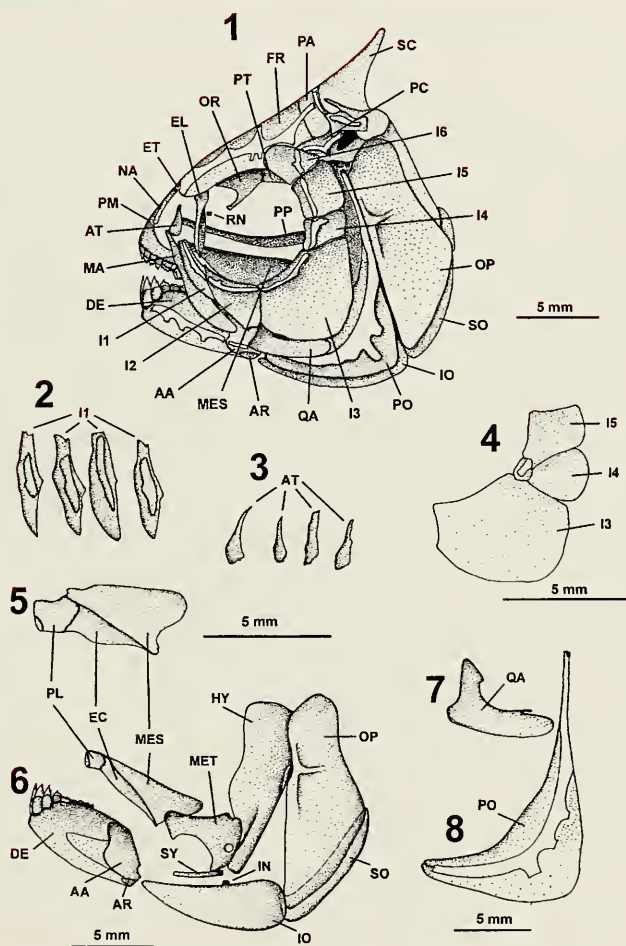 1
SC
PA
FR
PT
PC
OR
I6
EL
ET
I5
NA
PM
RN
PP
I4
AT
MA
OP
DE
5 mm
SO
I1
I2
IO
AA
MES
AR
QA
I3
PO
2
I1
3
AT
4
I5
I4
I3
5 mm
5
5 mm
PL
EC
MES
HY
OP
7
QA
6
MET
PO
8
DE
SY
IN
SO
AA
AR
IO
5 mm
5 mm